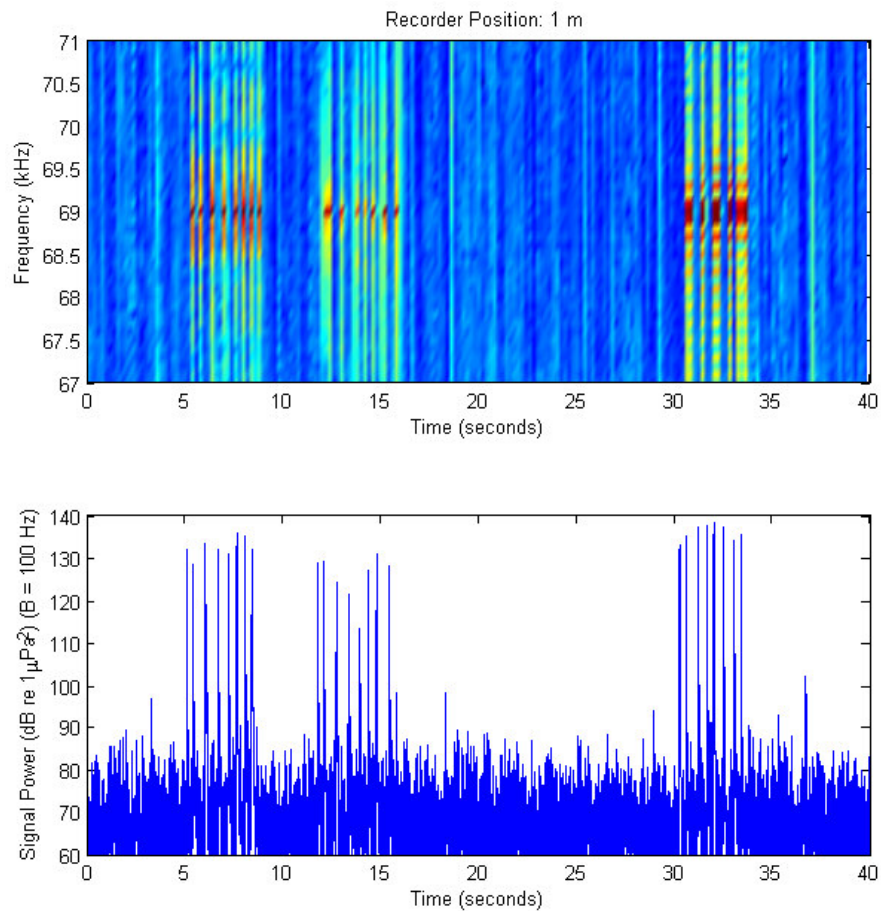 Recorder Position: 1 m
71
70.5
70
69.5
69
68.5
68
67.5
67
Frequency (kHz)
0 5 10 15 20 25 30 35 40
Time (seconds)
140
130
120
110
100
90
80
70
60
Signal Power (dB re 1μPa²) (B = 100 Hz)
0 5 10 15 20 25 30 35 40
Time (seconds)